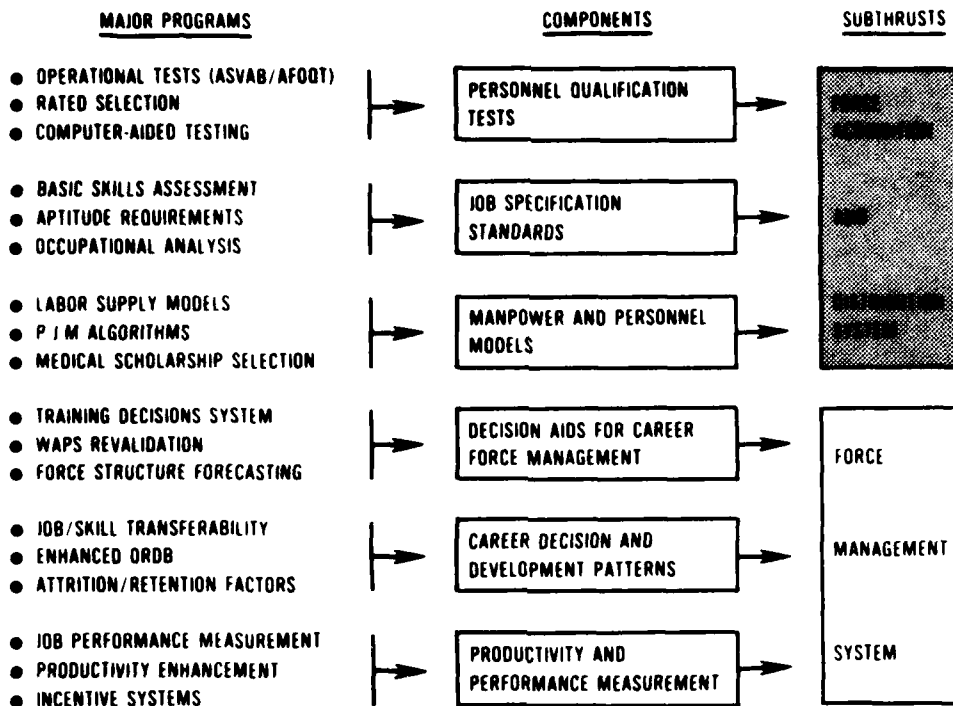 MAJOR PROGRAMS
COMPONENTS
SUBTHRUSTS
● OPERATIONAL TESTS (ASVAB/AFOQT)
● RATED SELECTION
● COMPUTER-AIDED TESTING
PERSONNEL QUALIFICATION
TESTS
FORCE
● BASIC SKILLS ASSESSMENT
● APTITUDE REQUIREMENTS
● OCCUPATIONAL ANALYSIS
JOB SPECIFICATION
STANDARDS
AND
● LABOR SUPPLY MODELS
● P J M ALGORITHMS
● MEDICAL SCHOLARSHIP SELECTION
MANPOWER AND PERSONNEL
MODELS
DISTRIBUTION
SYSTEM
● TRAINING DECISIONS SYSTEM
● WAPS REVALIDATION
● FORCE STRUCTURE FORECASTING
DECISION AIDS FOR CAREER
FORCE MANAGEMENT
FORCE
● JOB/SKILL TRANSFERABILITY
● ENHANCED ORDB
● ATTRITION/RETENTION FACTORS
CAREER DECISION AND
DEVELOPMENT PATTERNS
MANAGEMENT
● JOB PERFORMANCE MEASUREMENT
● PRODUCTIVITY ENHANCEMENT
● INCENTIVE SYSTEMS
PRODUCTIVITY AND
PERFORMANCE MEASUREMENT
SYSTEM